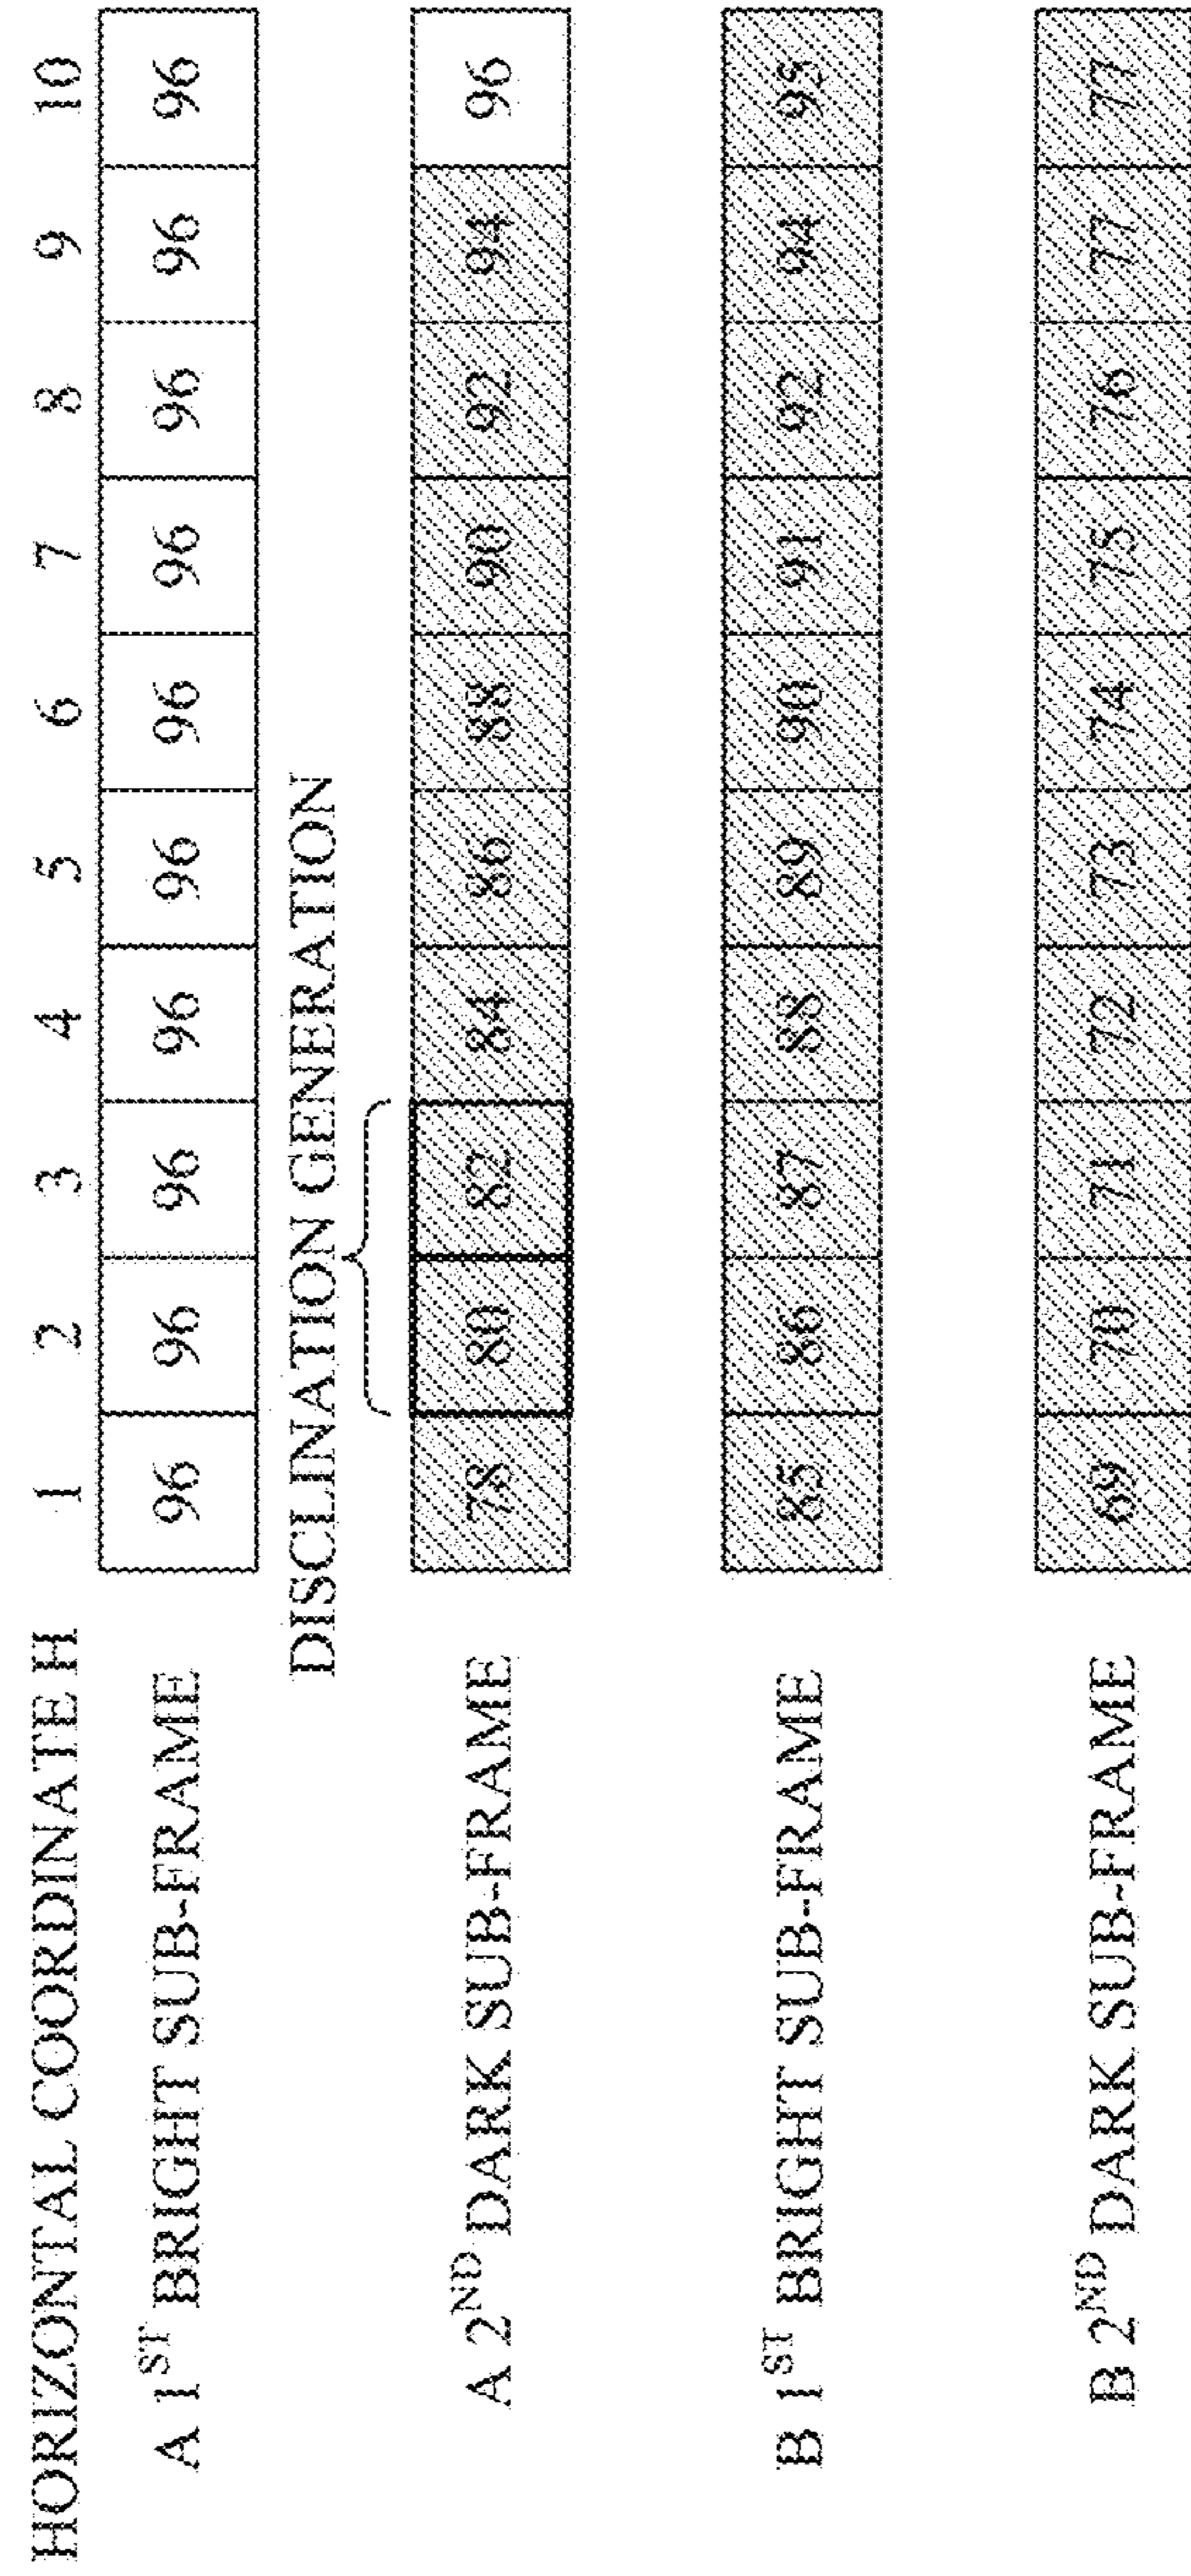 HORIZONTAL COORDINATE H 1 2 3 4 5 6 7 8 9 10
A 1ST BRIGHT SUB-FRAME 96 96 96 96 96 96 96 96 96 96
DISCLINATION GENERATION
A 2ND DARK SUB-FRAME 78 80 82 84 86 88 90 92 94 96
B 1ST BRIGHT SUB-FRAME 85 86 87 88 89 90 91 92 94 95
B 2ND DARK SUB-FRAME 69 70 71 72 73 74 75 76 77 77